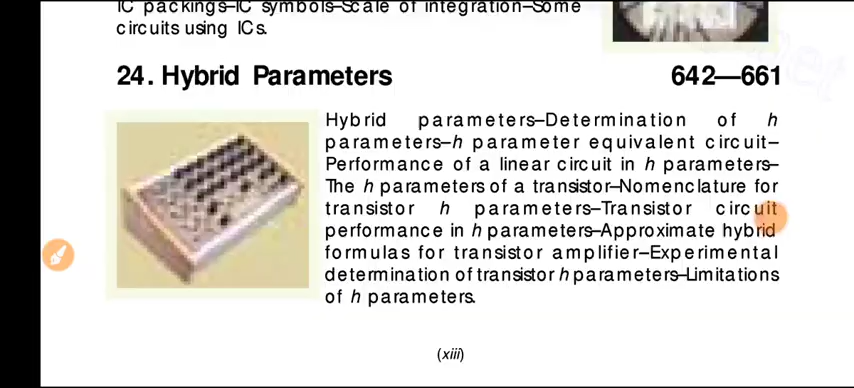 IC packings–IC symbols–Scale of integration–Some
circuits using ICs.
24. Hybrid Parameters 642—661
Hybrid parameters–Determination of h
parameters–h parameter equivalent circuit–
Performance of a linear circuit in h parameters–
The h parameters of a transistor–Nomenclature for
transistor h parameters–Transistor circuit
performance in h parameters–Approximate hybrid
formulas for transistor amplifier–Experimental
determination of transistor h parameters–Limitations
of h parameters.
(xiii)